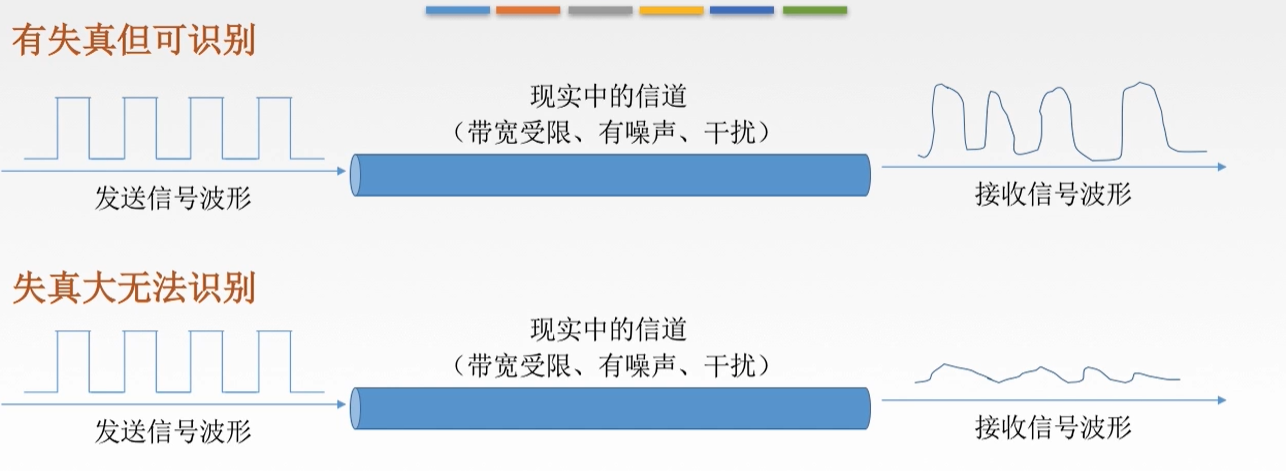 有失真但可识别
现实中的信道
（带宽受限、有噪声、干扰）
发送信号波形
接收信号波形
失真大无法识别
现实中的信道
（带宽受限、有噪声、干扰）
发送信号波形
接收信号波形